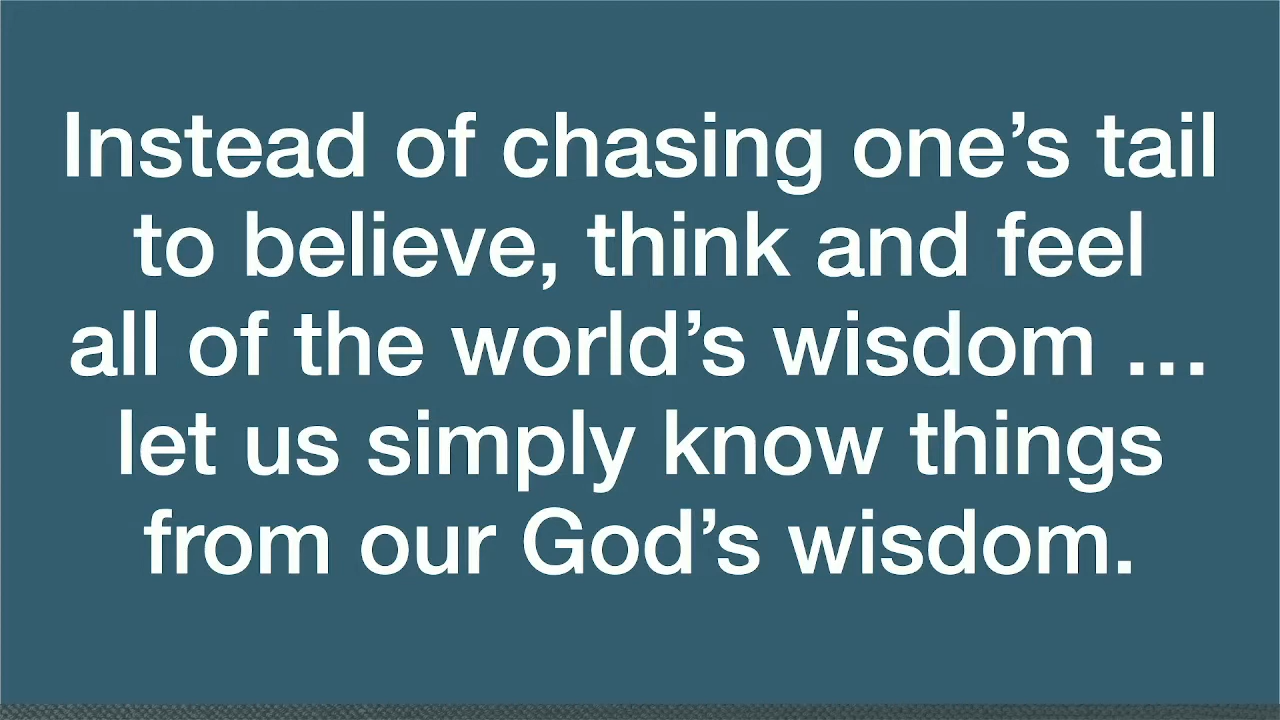 Instead of chasing one’s tail
to believe, think and feel
all of the world’s wisdom …
let us simply know things
from our God’s wisdom.